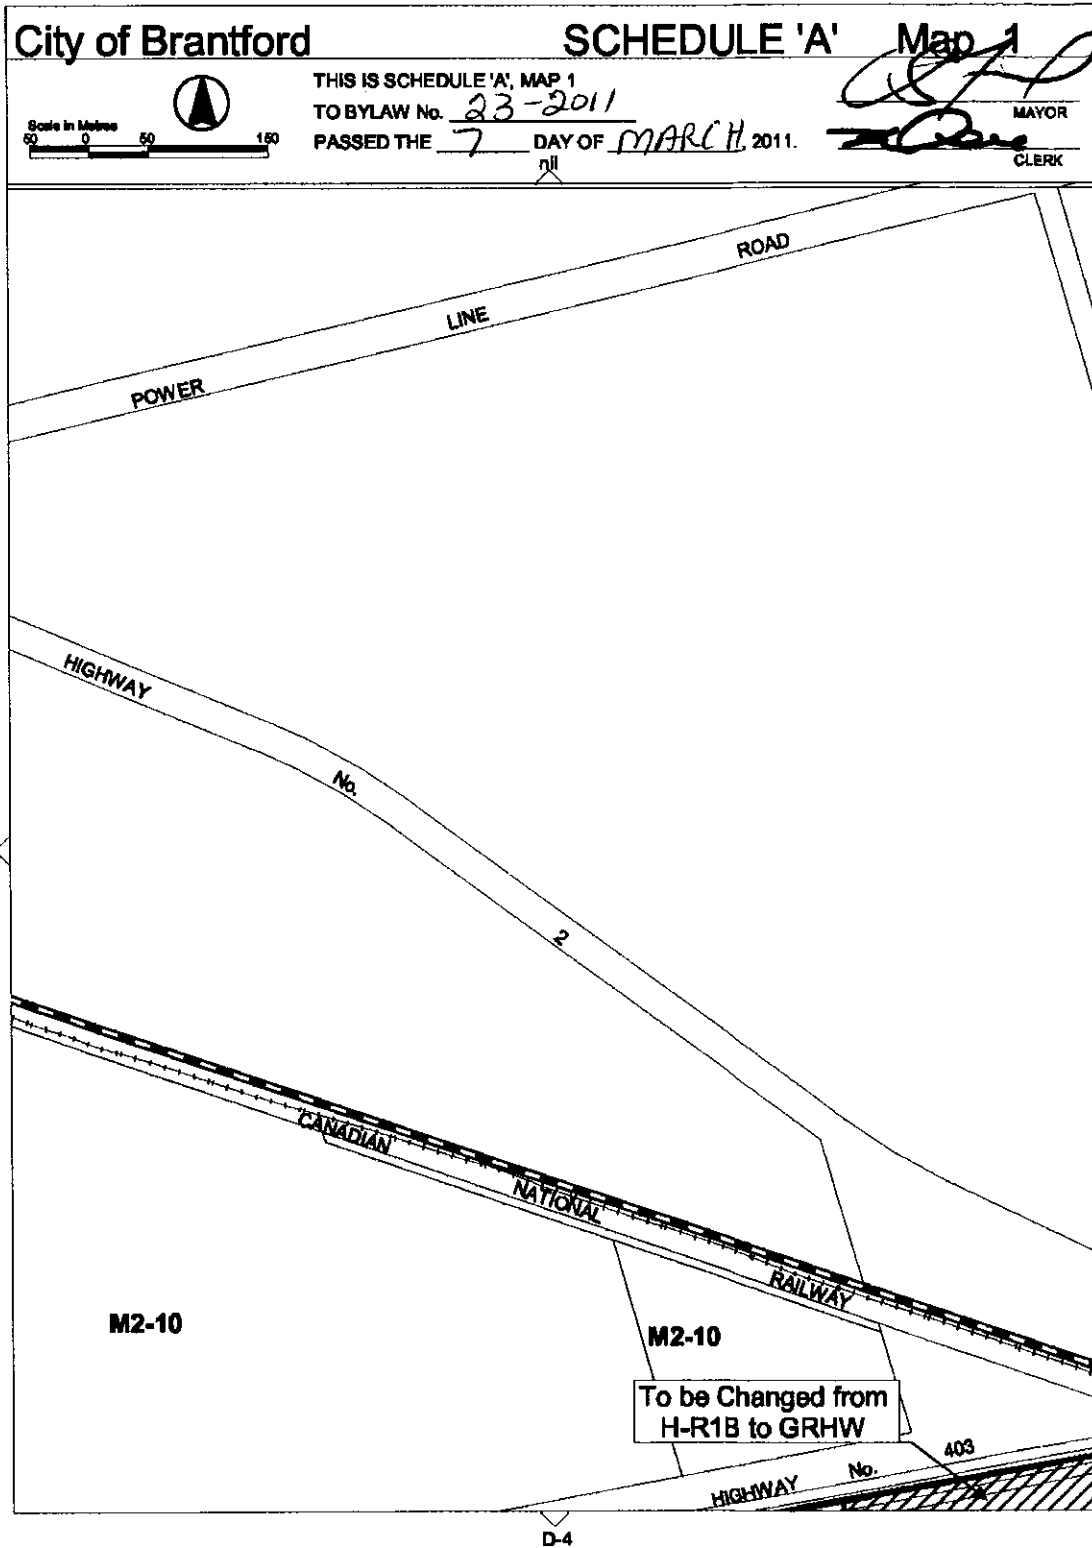 City of Brantford SCHEDULE 'A' Map 1
THIS IS SCHEDULE 'A', MAP 1
TO BYLAW No. 23-2011
PASSED THE 7 DAY OF MARCH, 2011.
Scale in Metres
50 0 50 150
MAYOR
CLERK
nil
POWER LINE ROAD
HIGHWAY No. 2
CANADIAN NATIONAL RAILWAY
M2-10
M2-10
To be Changed from
H-R1B to GRHW
HIGHWAY No. 403
D-4